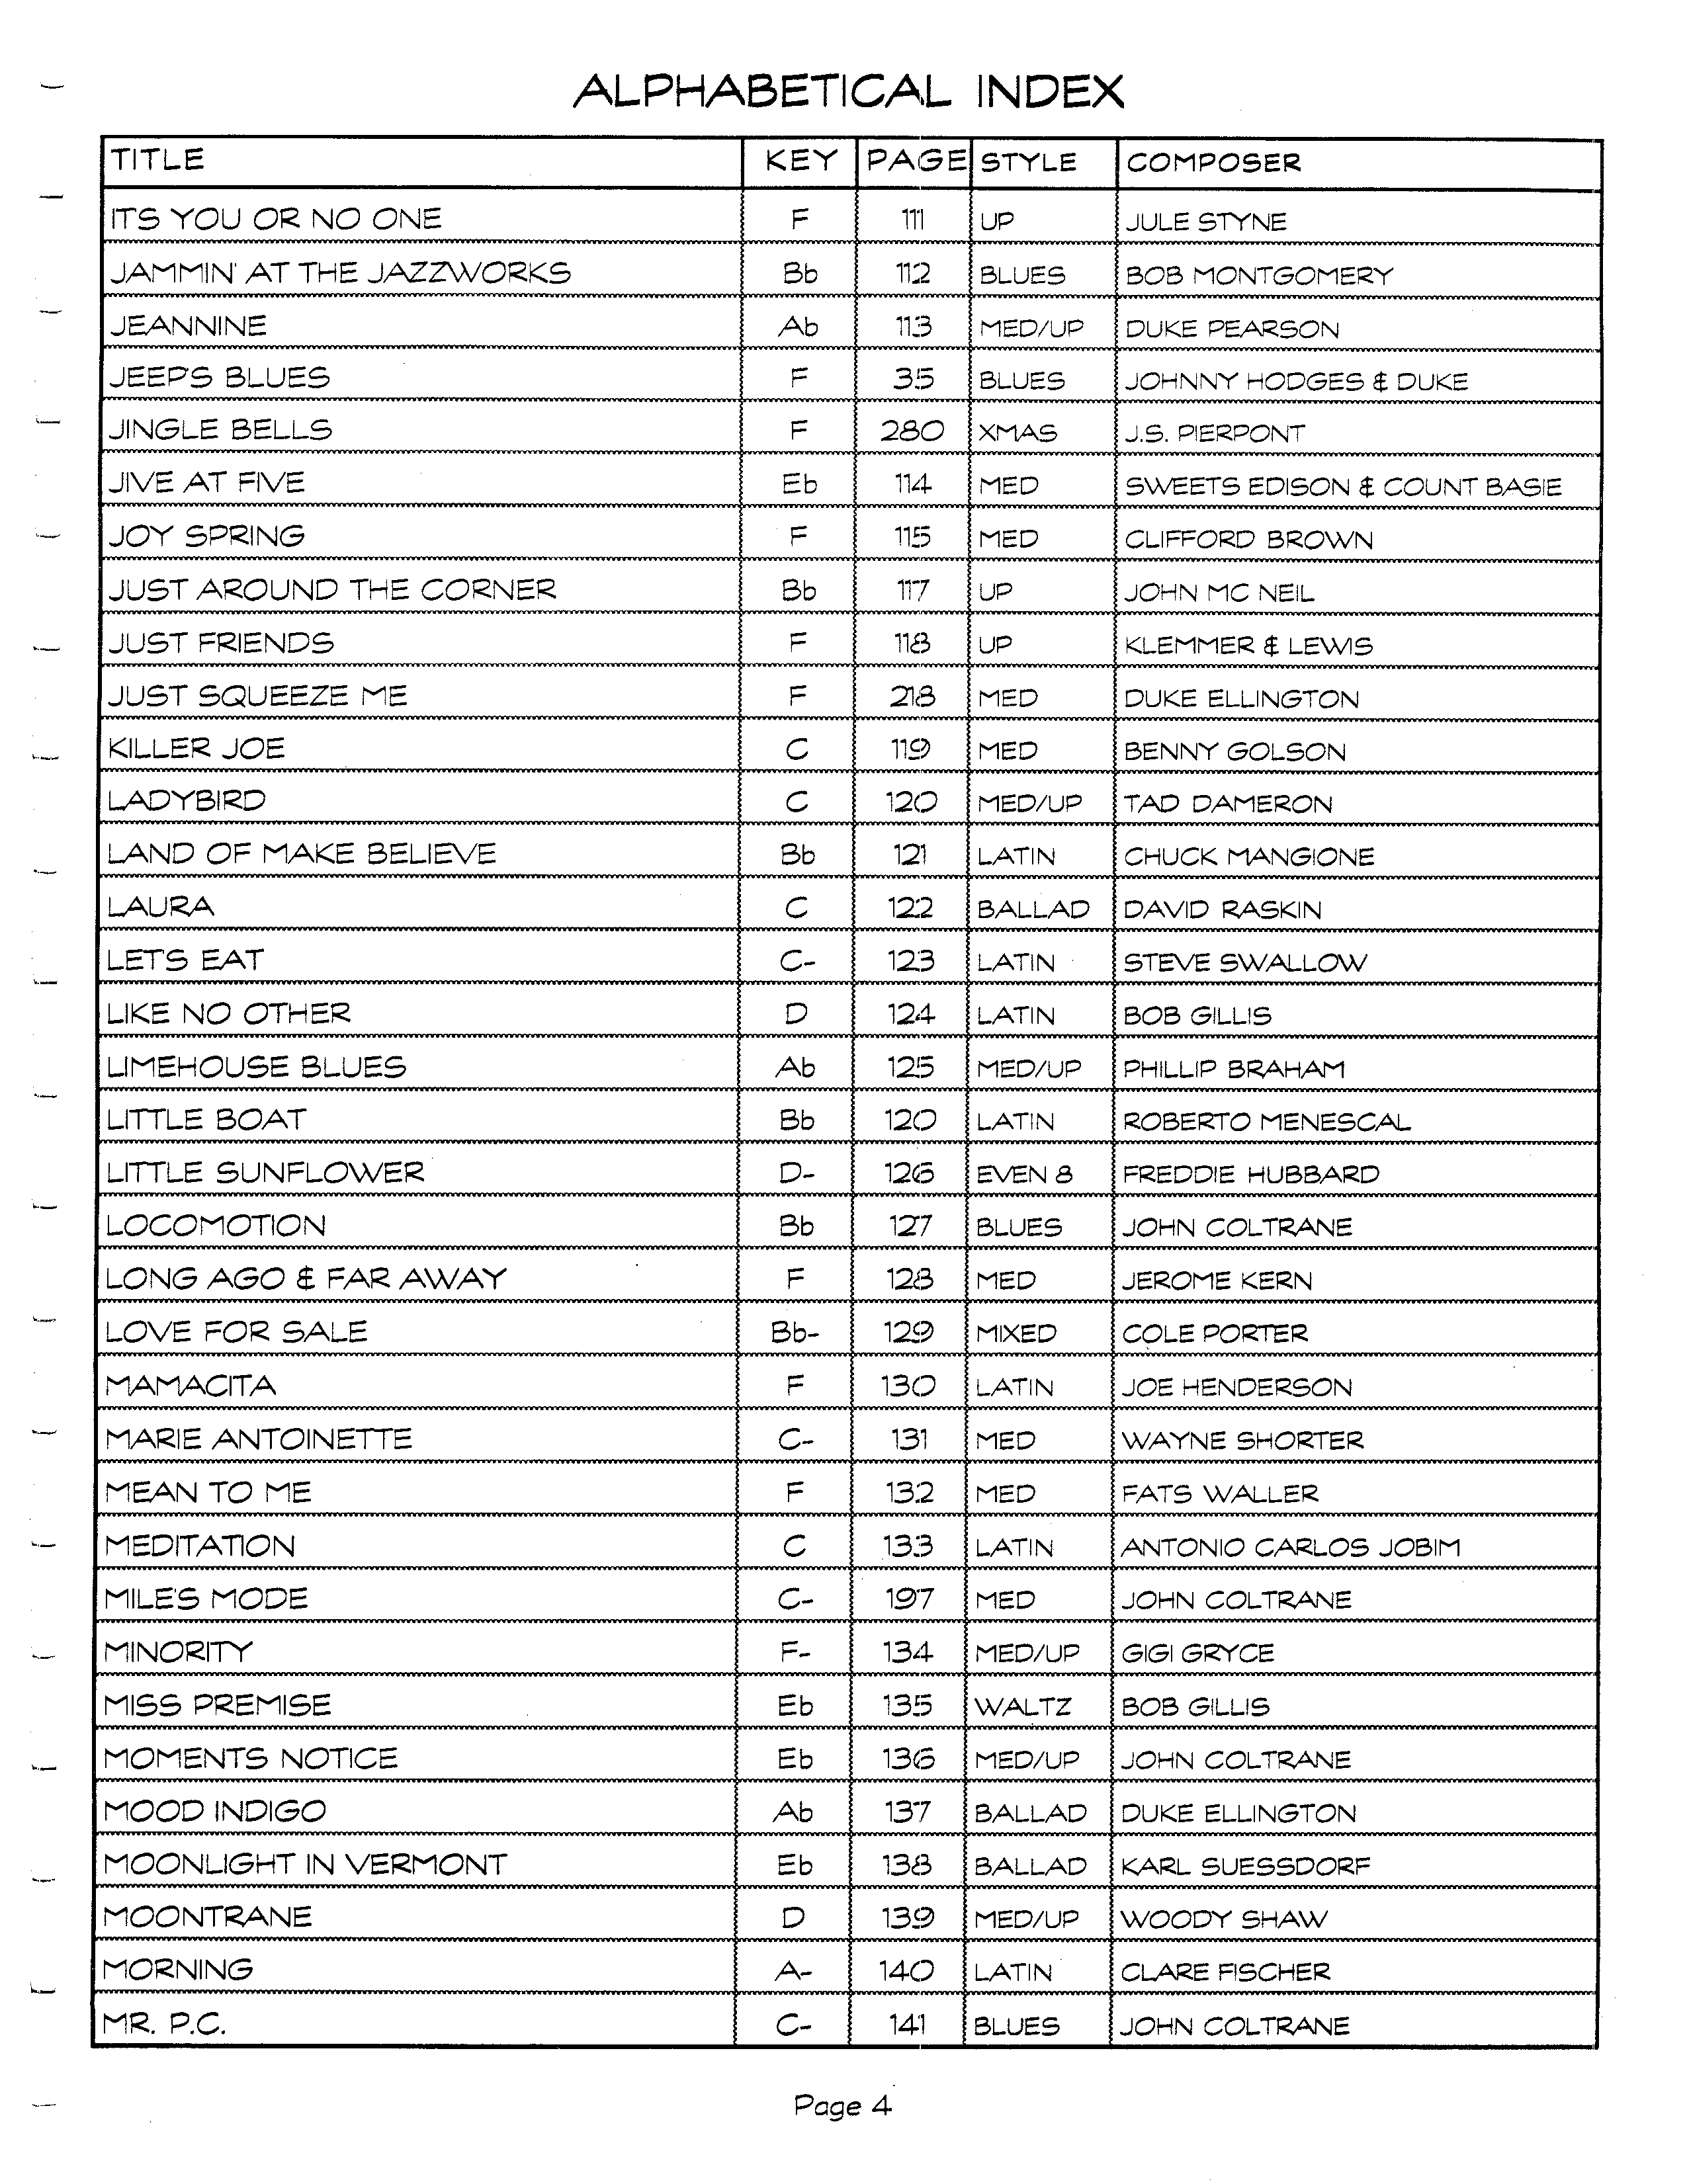 ALPHABETICAL INDEX
TITLE KEY PAGE STYLE COMPOSER
ITS YOU OR NO ONE F 111 UP JULE STYNE
JAMMIN' AT THE JAZZWORKS Bb 112 BLUES BOB MONTGOMERY
JEANNINE Ab 113 MED/UP DUKE PEARSON
JEEP'S BLUES F 35 BLUES JOHNNY HODGES & DUKE
JINGLE BELLS F 280 XMAS J.S. PIERPONT
JIVE AT FIVE Eb 114 MED SWEETS EDISON & COUNT BASIE
JOY SPRING F 115 MED CLIFFORD BROWN
JUST AROUND THE CORNER Bb 117 UP JOHN MC NEIL
JUST FRIENDS F 118 UP KLEMMER & LEWIS
JUST SQUEEZE ME F 218 MED DUKE ELLINGTON
KILLER JOE C 119 MED BENNY GOLSON
LADYBIRD C 120 MED/UP TAD DAMERON
LAND OF MAKE BELIEVE Bb 121 LATIN CHUCK MANGIONE
LAURA C 122 BALLAD DAVID RASKIN
LET'S EAT C- 123 LATIN STEVE SWALLOW
LIKE NO OTHER D 124 LATIN BOB GILLIS
LIMEHOUSE BLUES Ab 125 MED/UP PHILLIP BRAHAM
LITTLE BOAT Bb 120 LATIN ROBERTO MENESCAL
LITTLE SUNFLOWER D- 126 EVEN 8 FREDDIE HUBBARD
LOCOMOTION Bb 127 BLUES JOHN COLTRANE
LONG AGO & FAR AWAY F 128 MED JEROME KERN
LOVE FOR SALE Bb- 129 MIXED COLE PORTER
MAMACITA F 130 LATIN JOE HENDERSON
MARIE ANTOINETTE C- 131 MED WAYNE SHORTER
MEAN TO ME F 132 MED FATS WALLER
MEDITATION C 133 LATIN ANTONIO CARLOS JOBIM
MILE'S MODE C- 197 MED JOHN COLTRANE
MINORITY F- 134 MED/UP GIGI GRYCE
MISS PREMISE Eb 135 WALTZ BOB GILLIS
MOMENTS NOTICE Eb 136 MED/UP JOHN COLTRANE
MOOD INDIGO Ab 137 BALLAD DUKE ELLINGTON
MOONLIGHT IN VERMONT Eb 138 BALLAD KARL SUESSDORF
MOONTRANE D 139 MED/UP WOODY SHAW
MORNING A- 140 LATIN CLARE FISCHER
MR. P.C. C- 141 BLUES JOHN COLTRANE
Page 4